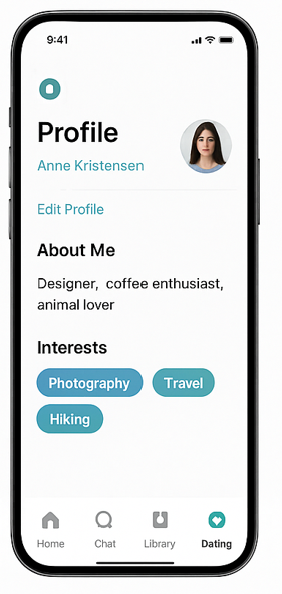 9:41
Profile
Anne Kristensen
Edit Profile
About Me
Designer, coffee enthusiast,
animal lover
Interests
Photography Travel
Hiking
Home Chat Library Dating